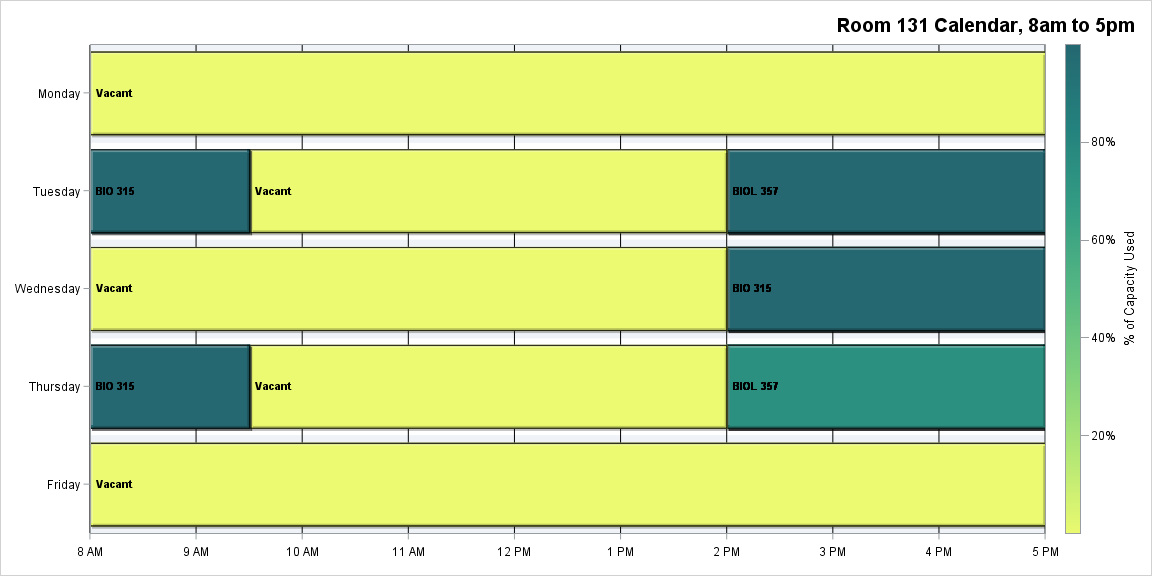 Room 131 Calendar, 8am to 5pm
Monday
Vacant
Tuesday
BIO 315
Vacant
BIOL 357
Wednesday
Vacant
BIO 315
Thursday
BIO 315
Vacant
BIOL 357
Friday
Vacant
8 AM 9 AM 10 AM 11 AM 12 PM 1 PM 2 PM 3 PM 4 PM 5 PM
80%
60%
40%
20%
% of Capacity Used